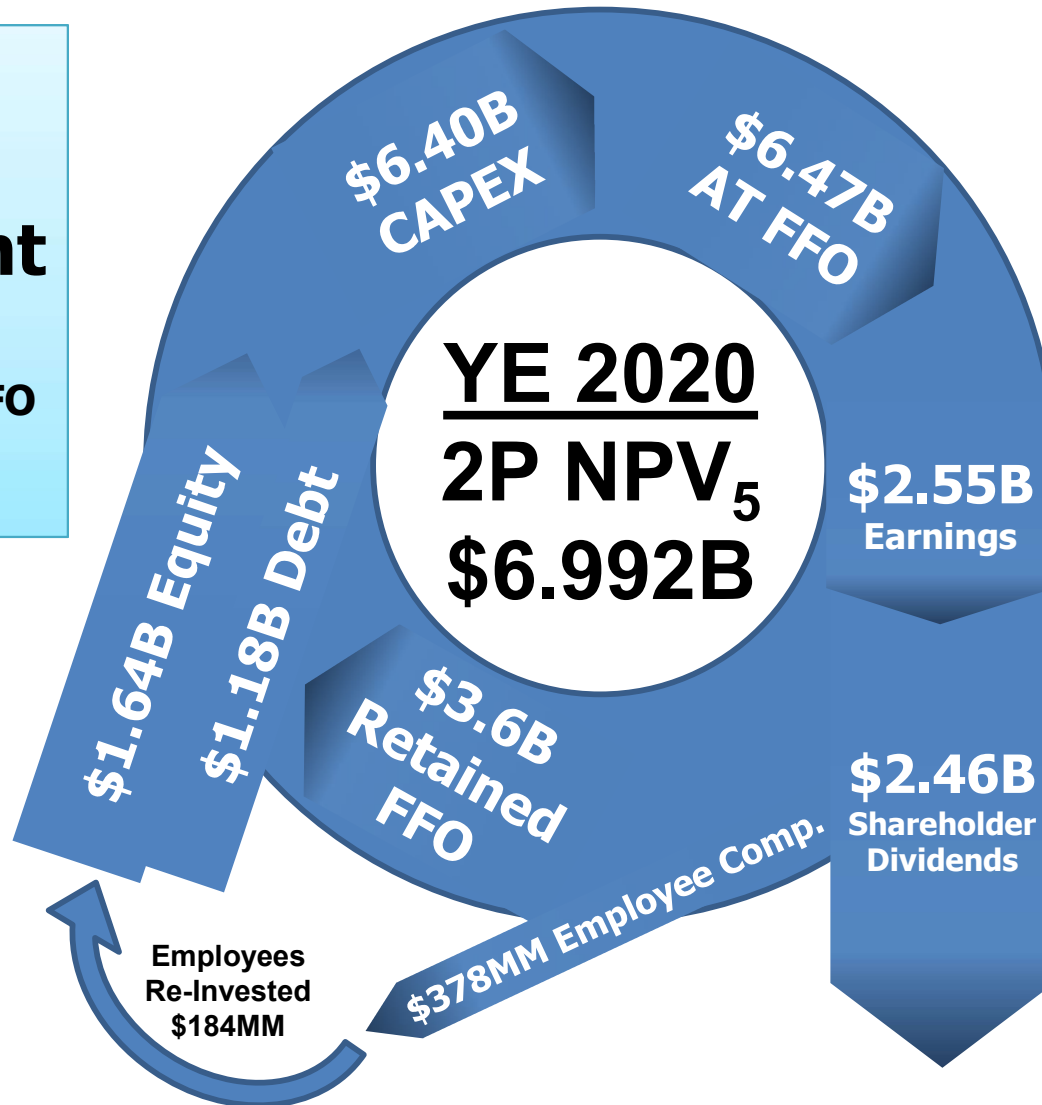 nt
FO
$6.40B
CAPEX
$6.47B
AT FFO
YE 2020
2P NPV5
$6.992B
$2.55B
Earnings
$1.64B Equity
$1.18B Debt
$3.6B
Retained
FFO
$2.46B
Shareholder
Dividends
$378MM Employee Comp.
Employees
Re-Invested
$184MM